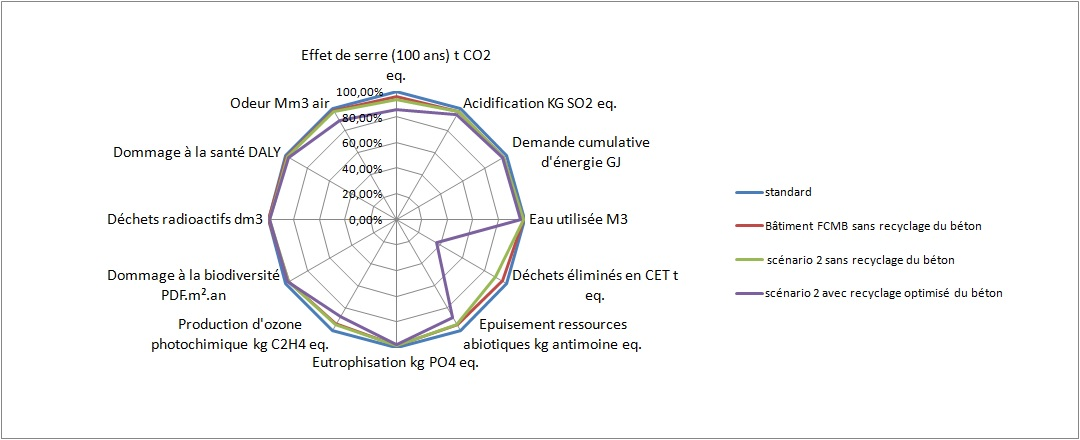 Effet de serre (100 ans) t CO2
eq.
100,00%
Odeur Mm3 air
Acidification KG SO2 eq.
80,00%
Demande cumulative
d'énergie GJ
Dommage à la santé DALY
60,00%
40,00%
20,00%
Déchets radioactifs dm3
0,00%
Eau utilisée M3
Dommage à la biodiversité
PDF.m².an
Déchets éliminés en CET t
eq.
Production d'ozone
photochimique kg C2H4 eq.
Epuisement ressources
abiotiques kg antimoine eq.
Eutrophisation kg PO4 eq.
standard
Bâtiment FCMB sans recyclage du béton
scénario 2 sans recyclage du béton
scénario 2 avec recyclage optimisé du béton